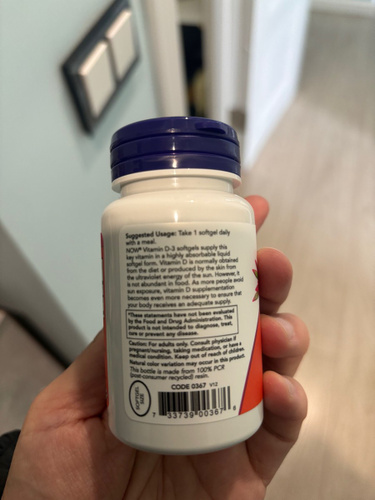 Suggested Usage: Take 1 softgel daily
with a meal.
NOW® Vitamin D-3 softgels supply this
key vitamin in a highly absorbable liquid
softgel form. Vitamin D is normally obtained
from the diet or produced by the skin from
the ultraviolet energy of the sun. However, it
is not abundant in food. As more people avoid
sun exposure, vitamin D supplementation
becomes even more necessary to ensure that
your body receives an adequate supply.
*These statements have not been evaluated
by the Food and Drug Administration. This
product is not intended to diagnose, treat,
cure or prevent any disease.
Caution: For adults only. Consult physician if
pregnant/nursing, taking medication, or have a
medical condition. Keep out of reach of children.
Natural color variation may occur in this product.
This bottle is made from 100% PCR
(post-consumer recycled) resin.
CODE 0367 V12
SOFTGEL
SIZE
7 33739 00367 8